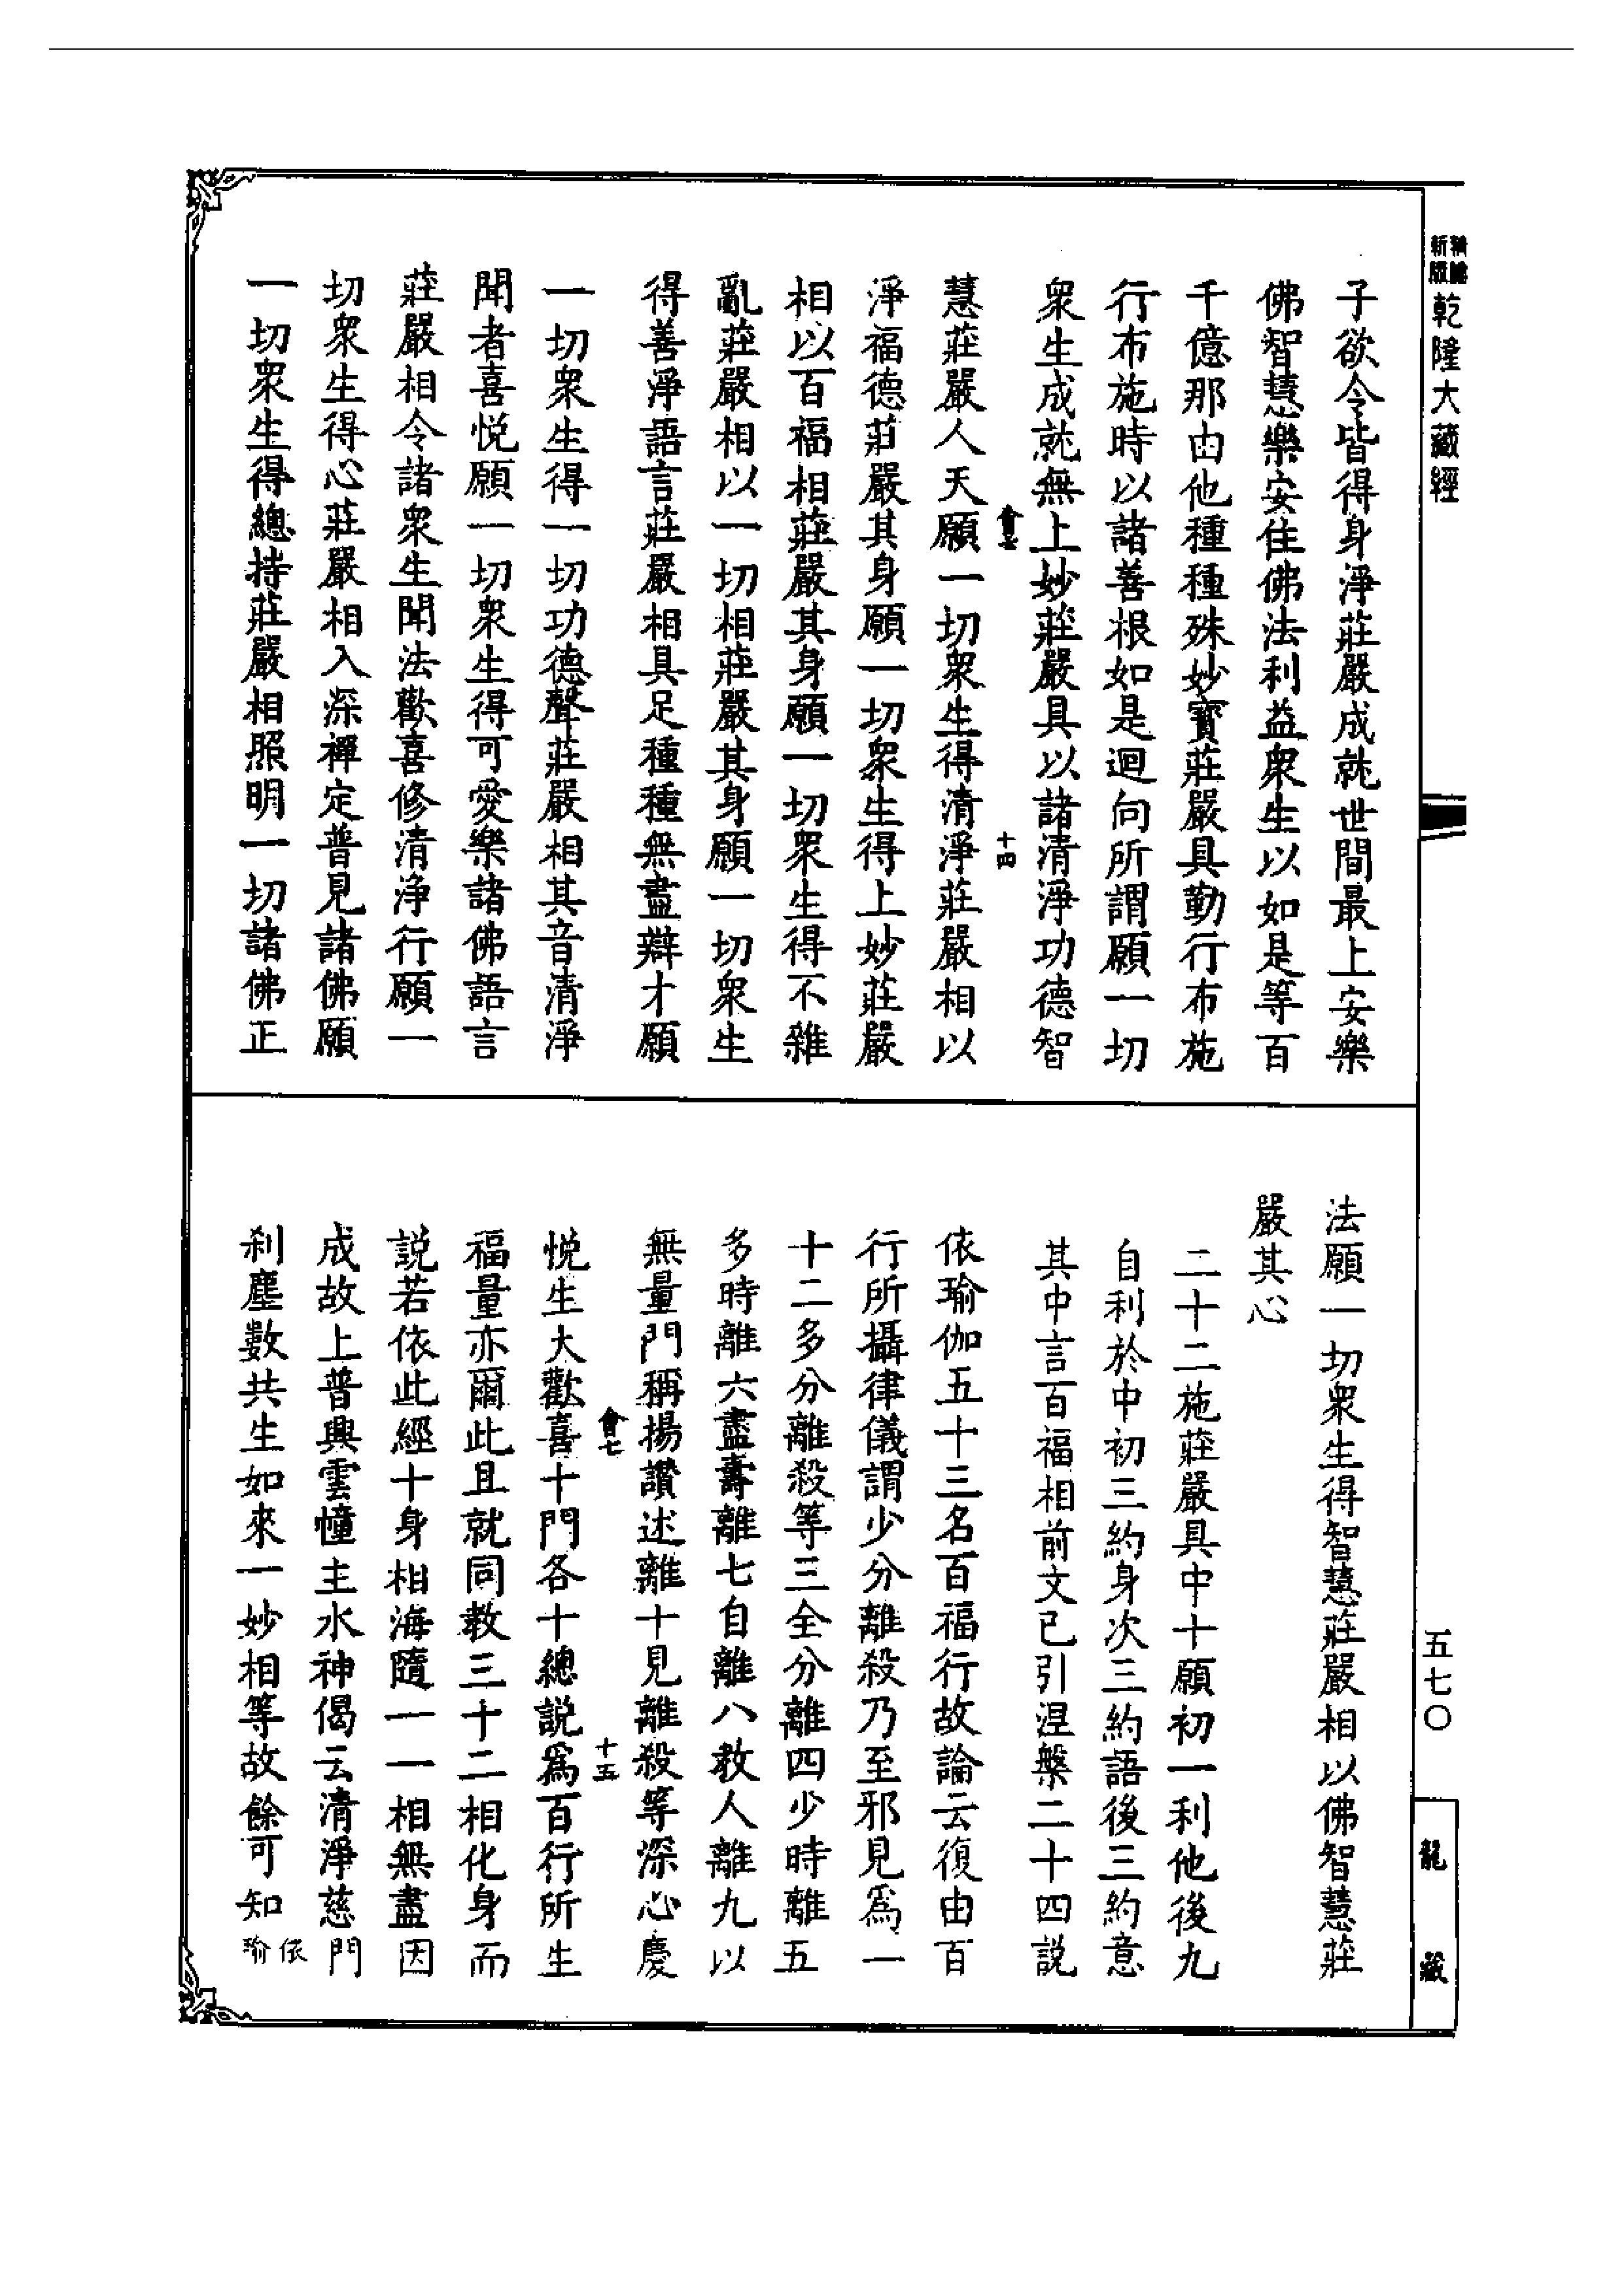 新編
縮版
乾隆大藏經
子欲令皆得身淨莊嚴成就世間最上安樂
佛智慧樂安住佛法利益衆生以如是等百
千億那由他種種殊妙寶莊嚴具勤行布施
行布施時以諸善根如是迴向所謂願一切
衆生成就無上妙莊嚴具以諸清淨功德智
會七
十四
慧莊嚴人天願一切衆生得清淨莊嚴相以
淨福德莊嚴其身願一切衆生得上妙莊嚴
相以百福相莊嚴其身願一切衆生得不雜
亂莊嚴相以一切相莊嚴其身願一切衆生
得善淨語言莊嚴相具足種種無盡辯才願
一切衆生得一切功德聲莊嚴相其音清淨
聞者喜悅願一切衆生得可愛樂諸佛語言
莊嚴相令諸衆生聞法歡喜修清淨行願一
切衆生得心莊嚴相入深禪定普見諸佛願
一切衆生得總持莊嚴相照明一切諸佛正
法願一切衆生得智慧莊嚴相以佛智慧莊
嚴其心
二十二施莊嚴具中十願初一利他後九
自利於中初三約身次三約語後三約意
其中言百福相前文已引涅槃二十四説
依瑜伽五十三名百福行故論云復由百
行所攝律儀謂少分離殺乃至邪見爲一
十二多分離殺等三全分離四少時離五
多時離六盡壽離七自離八教人離九以
無量門稱揚讚述離十見離殺等深心慶
會七
十五
悦生大歡喜十門各十總説爲百行所生
福量亦爾此且就同教三十二相化身而
説若依此經十身相海隨一一相無盡因
成故上普興雲幢主水神偈云清淨慈門
刹塵數共生如來一妙相等故餘可知依
瑜
五七〇
龍藏